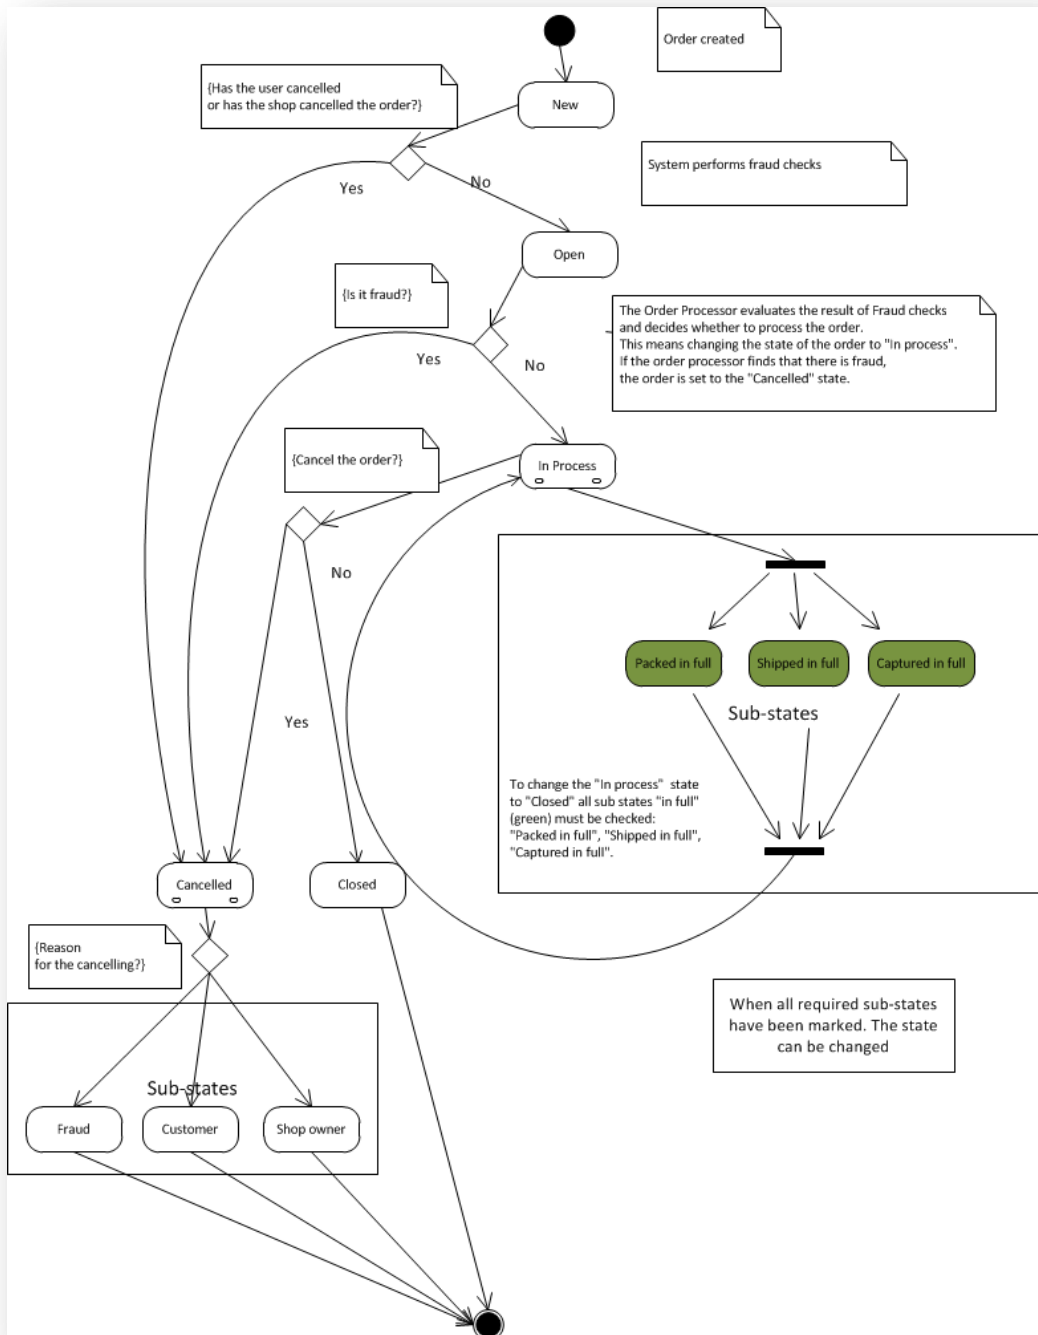 Order created
{Has the user cancelled
or has the shop cancelled the order?}
New
System performs fraud checks
Yes
No
Open
{Is it fraud?}
The Order Processor evaluates the result of Fraud checks
and decides whether to process the order.
This means changing the state of the order to "In process".
If the order processor finds that there is fraud,
the order is set to the "Cancelled" state.
Yes
No
{Cancel the order?}
In Process
No
Packed in full
Shipped in full
Captured in full
Sub-states
Yes
To change the "In process" state
to "Closed" all sub states "in full"
(green) must be checked:
"Packed in full", "Shipped in full",
"Captured in full".
Cancelled
Closed
{Reason
for the cancelling?}
When all required sub-states
have been marked. The state
can be changed
Sub-states
Fraud
Customer
Shop owner